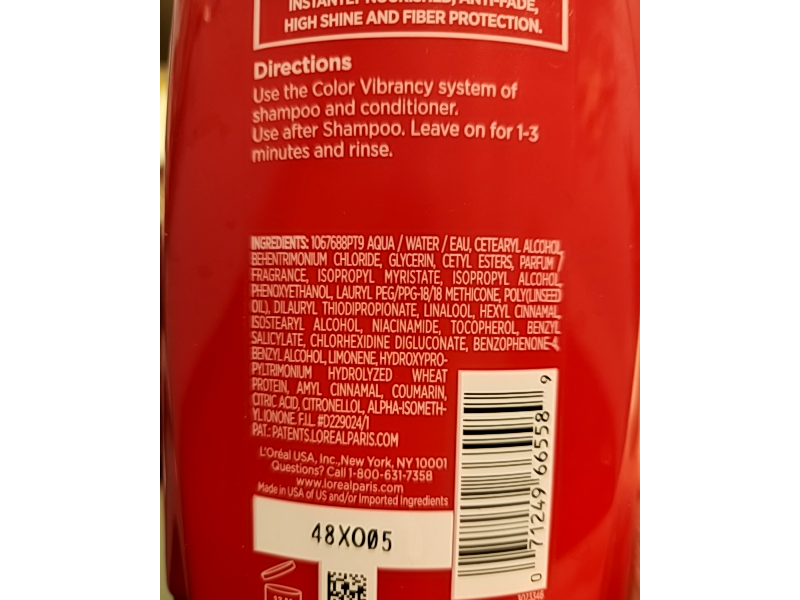 INSTANTLY NOURISHED, ANTI-FADE,
HIGH SHINE AND FIBER PROTECTION.
Directions
Use the Color Vibrancy system of
shampoo and conditioner.
Use after Shampoo. Leave on for 1-3
minutes and rinse.
INGREDIENTS: 1067688PT9 AQUA / WATER / EAU, CETEARYL ALCOHOL,
BEHENTRIMONIUM CHLORIDE, GLYCERIN, CETYL ESTERS, PARFUM /
FRAGRANCE, ISOPROPYL MYRISTATE, ISOPROPYL ALCOHOL,
PHENOXYETHANOL, LAURYL PEG/PPG-18/18 METHICONE, POLY(LINSEED
OIL), DILAURYL THIODIPROPIONATE, LINALOOL, HEXYL CINNAMAL,
ISOSTEARYL ALCOHOL, NIACINAMIDE, TOCOPHEROL, BENZYL
SALICYLATE, CHLORHEXIDINE DIGLUCONATE, BENZOPHENONE-4,
BENZYL ALCOHOL, LIMONENE, HYDROXYPRO-
PYLTRIMONIUM HYDROLYZED WHEAT
PROTEIN, AMYL CINNAMAL, COUMARIN,
CITRIC ACID, CITRONELLOL, ALPHA-ISOMETH-
YL IONONE. F.I.L. #D229024/1
PAT.: PATENTS.LOREALPARIS.COM
L'Oréal USA, Inc., New York, NY 10001
Questions? Call 1-800-631-7358
www.lorealparis.com
Made in USA of US and/or Imported Ingredients
48XO05
0 71249 66558 9
3023346